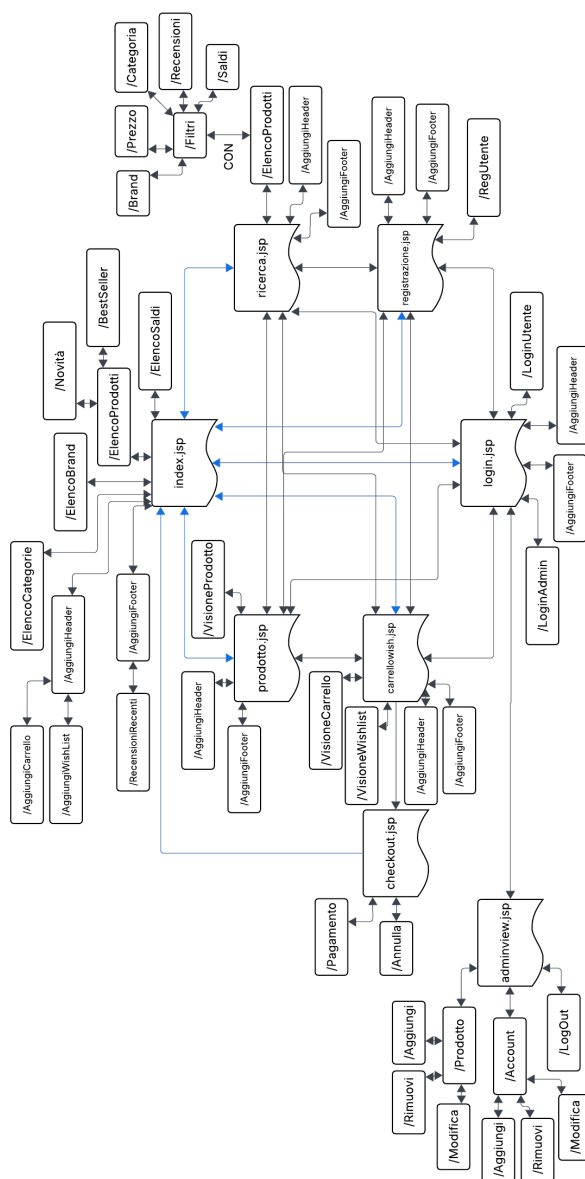 /Categoria
/Recensioni
/Saldi
/Prezzo
/Filtri
/Brand
CON
/ElencoProdotti
/AggiungiHeader
/AggiungiFooter
/AggiungiHeader
/AggiungiFooter
/RegUtente
ricerca.jsp
registrazione.jsp
/BestSeller
/Novità
/ElencoProdotti
/ElencoSaldi
/ElencoBrand
index.jsp
/LoginUtente
/AggiungiHeader
login.jsp
/AggiungiFooter
/LoginAdmin
/ElencoCategorie
/AggiungiHeader
/AggiungiFooter
/AggiungiCarrello
/AggiungiWishList
/RecensioniRecenti
/VisioneProdotto
prodotto.jsp
/AggiungiHeader
/AggiungiFooter
carrellowish.jsp
/VisioneCarrello
/VisioneWishlist
/AggiungiHeader
/AggiungiFooter
checkout.jsp
/Pagamento
/Annulla
adminview.jsp
/LogOut
/Prodotto
/Aggiungi
/Rimuovi
/Modifica
/Account
/Aggiungi
/Rimuovi
/Modifica